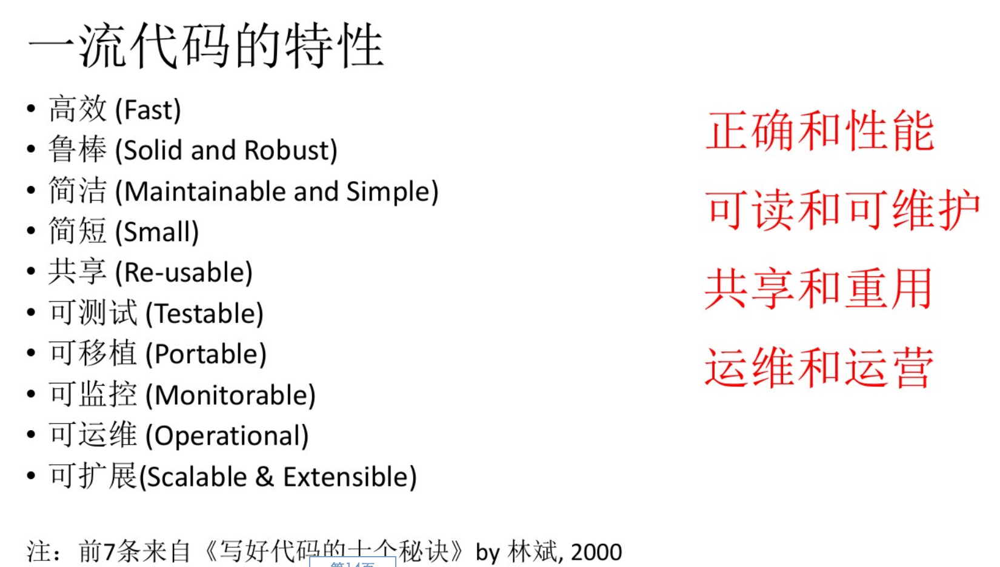 一流代码的特性
• 高效 (Fast)
• 鲁棒 (Solid and Robust)
• 简洁 (Maintainable and Simple)
• 简短 (Small)
• 共享 (Re-usable)
• 可测试 (Testable)
• 可移植 (Portable)
• 可监控 (Monitorable)
• 可运维 (Operational)
• 可扩展(Scalable & Extensible)
正确和性能
可读和可维护
共享和重用
运维和运营
注：前7条来自《写好代码的十个秘诀》by 林斌, 2000
第14页